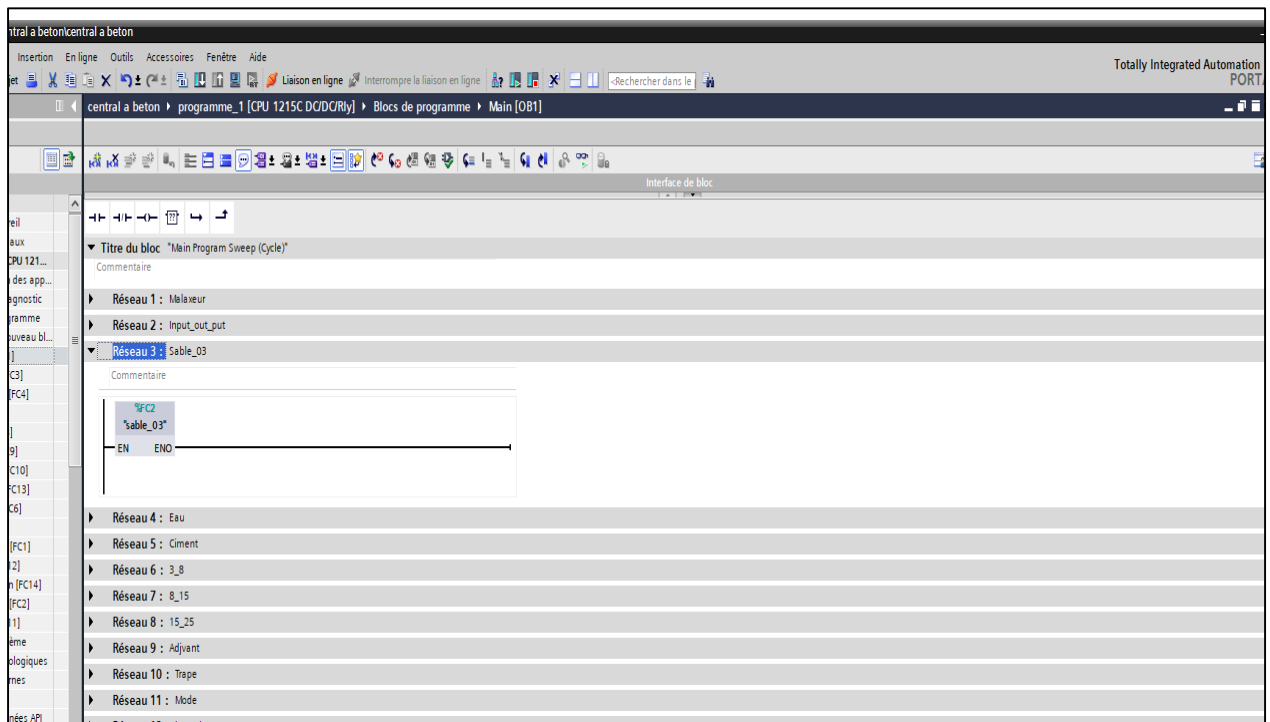 ntral a beton\central a beton
Insertion En ligne Outils Accessoires Fenêtre Aide
Totally Integrated Automation
PORTA
jet Liaison en ligne Interrompre la liaison en ligne <Rechercher dans le
central a beton programme_1 [CPU 1215C DC/DC/Rly] Blocs de programme Main [OB1]
Interface de bloc
Titre du bloc "Main Program Sweep (Cycle)"
Commentaire
Réseau 1 : Malaxeur
Réseau 2 : Input_out_put
Réseau 3 : Sable_03
Commentaire
%FC2
"sable_03"
EN ENO
Réseau 4 : Eau
Réseau 5 : Ciment
Réseau 6 : 3_8
Réseau 7 : 8_15
Réseau 8 : 15_25
Réseau 9 : Adjvant
Réseau 10 : Trape
Réseau 11 : Mode
reil
aux
CPU 121...
des app...
agnostic
gramme
ouveau bl...
]
C3]
[FC4]
]
9]
FC10]
FC13]
C6]
[FC1]
12]
n [FC14]
[FC2]
11]
ème
ologiques
rnes
nées API